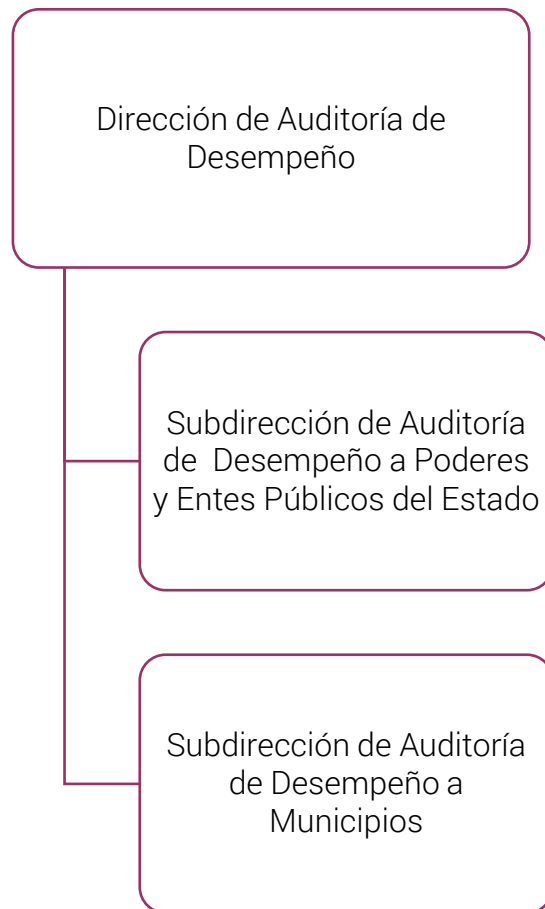 Dirección de Auditoría de
Desempeño
Subdirección de Auditoría
de  Desempeño a Poderes
y Entes Públicos del Estado
Subdirección de Auditoría
de Desempeño a
Municipios